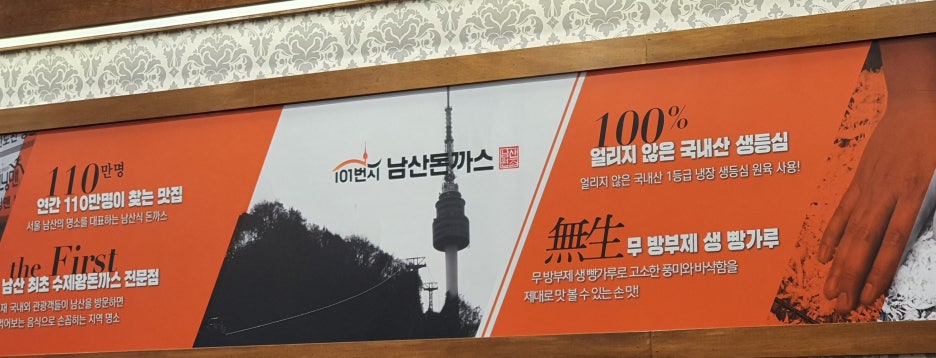 110만명
연간 110만명이 찾는 맛집
서울 남산의 명소를 대표하는 남산식 돈까스
the First
남산 최초 수제왕돈까스 전문점
재 국내외 관광객들이 남산을 방문하면
먹어보는 음식으로 손꼽히는 지역 명소
101번지 남산돈까스
100%
얼리지 않은 국내산 생등심
얼리지 않은 국내산 1등급 냉장 생등심 원육 사용!
無生 무 방부제 생 빵가루
무 방부제 생 빵가루로 고소한 풍미와 바삭함을
제대로 맛 볼 수 있는 손 맛!